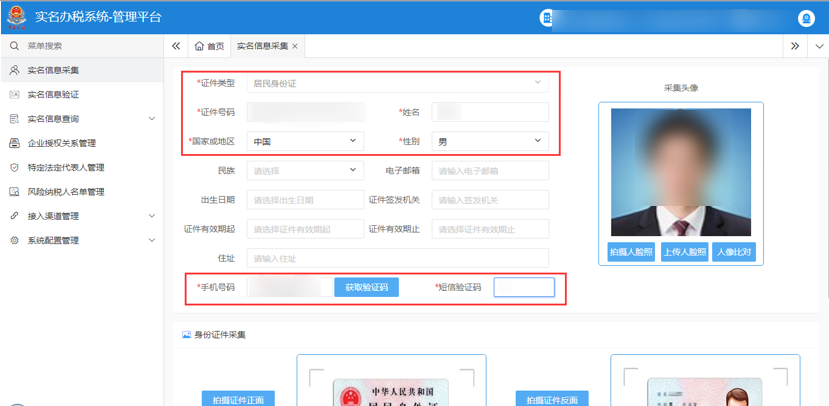 实名办税系统-管理平台
菜单搜索
首页
实名信息采集 ×
实名信息采集
实名信息验证
实名信息查询
企业授权关系管理
特定法定代表人管理
风险纳税人名单管理
接入渠道管理
系统配置管理
*证件类型 居民身份证
*证件号码 *姓名
*国家或地区 中国 *性别 男
民族 请选择 电子邮箱 请输入电子邮箱
出生日期 请选择出生日期 证件签发机关 请输入签发机关
证件有效期起 请选择证件有效期起 证件有效期止 请选择证件有效期止
住址 请输入住址
*手机号码 获取验证码 *短信验证码
采集头像
拍摄人脸照 上传人脸照 人像比对
身份证件采集
拍摄证件正面
中华人民共和国
居民身份证
拍摄证件反面